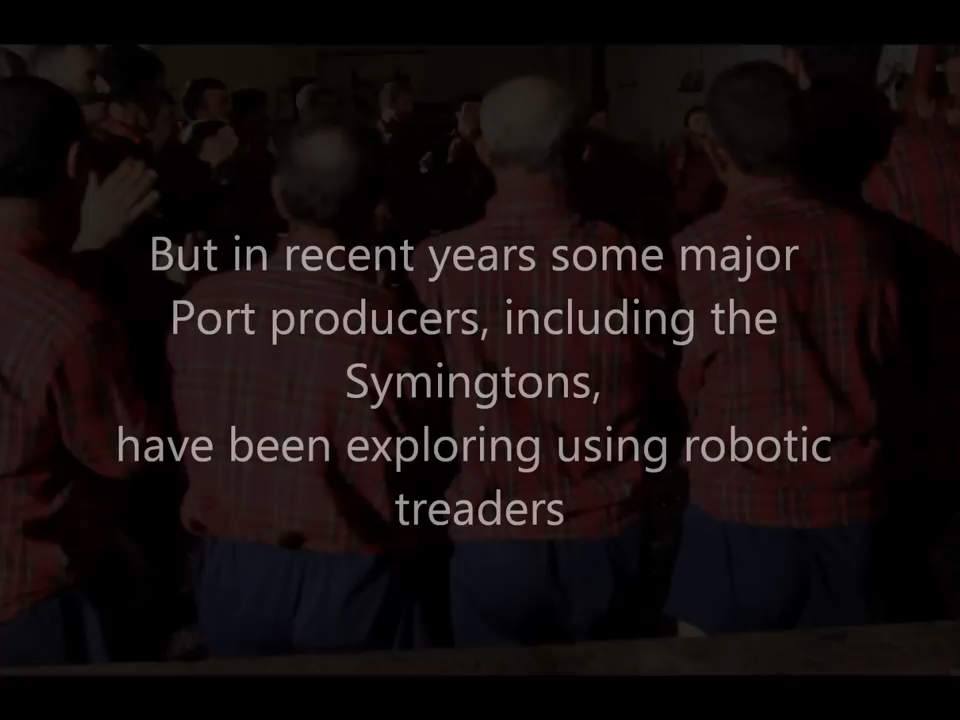 But in recent years some major
Port producers, including the
Symingtons,
have been exploring using robotic
treaders